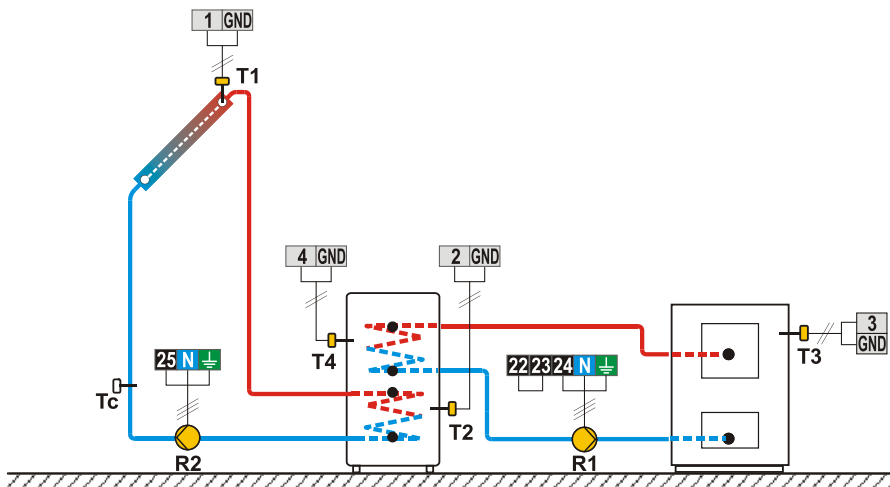 1 GND
T1
4 GND
2 GND
3
GND
T4
T3
25 N
22 23 24 N
Tc
T2
R2
R1